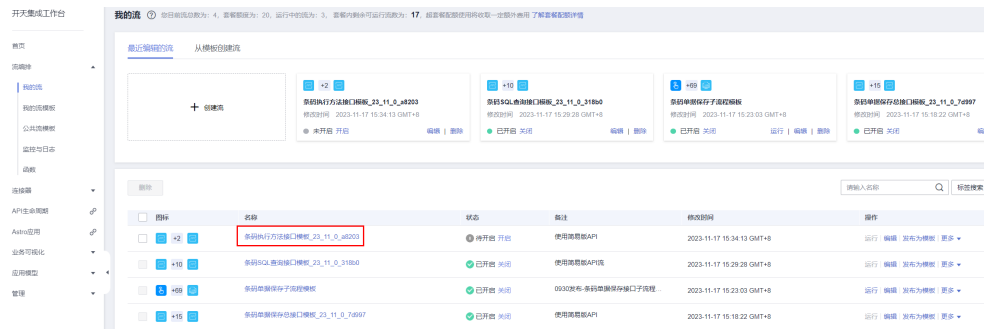 开天集成工作台
首页
流编排
我的流
我的流模板
公共流模板
监控与日志
函数
连接器
API生命周期
Astro应用
业务可视化
应用模型
管理
我的流 您目前流总数为：4，套餐额度为：20，运行中的流为：3，套餐内剩余可运行流数为：17，超套餐配额使用将收取一定额外费用 了解套餐配额详情
最近编辑的流 从模板创建流
+ 创建流
+2
条码执行方法接口模板_23_11_0_a8203
修改时间 2023-11-17 15:34:13 GMT+8
未开启 开启 编辑 | 删除
+10
条码SQL查询接口模板_23_11_0_318b0
修改时间 2023-11-17 15:29:28 GMT+8
已开启 关闭 编辑 | 删除
+69
条码单据保存子流程模板
修改时间 2023-11-17 15:23:03 GMT+8
已开启 关闭 运行 | 编辑 | 删除
+15
条码单据保存总接口模板_23_11_0_7d997
修改时间 2023-11-17 15:18:22 GMT+8
已开启 关闭
删除 请输入名称 标签搜索
图标 名称 状态 备注 修改时间 操作
+2 条码执行方法接口模板_23_11_0_a8203 待开启 开启 使用简易版API 2023-11-17 15:34:13 GMT+8 运行 | 编辑 | 发布为模板 | 更多
+10 条码SQL查询接口模板_23_11_0_318b0 已开启 关闭 使用简易版API流 2023-11-17 15:29:28 GMT+8 运行 | 编辑 | 发布为模板 | 更多
+69 条码单据保存子流程模板 已开启 关闭 0930发布-条码单据保存接口子流程... 2023-11-17 15:23:03 GMT+8 运行 | 编辑 | 发布为模板 | 更多
+15 条码单据保存总接口模板_23_11_0_7d997 已开启 关闭 使用简易版API 2023-11-17 15:18:22 GMT+8 运行 | 编辑 | 发布为模板 | 更多